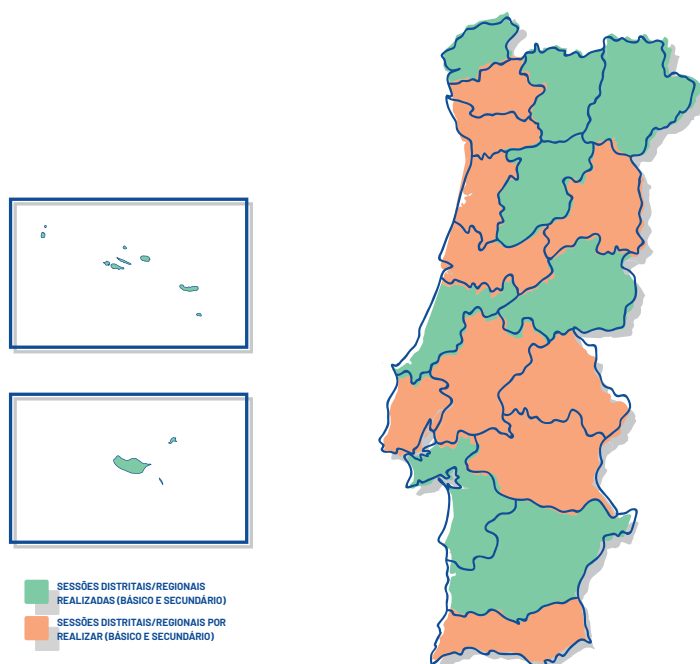 SESSÕES DISTRITAIS/REGIONAIS
REALIZADAS (BÁSICO E SECUNDÁRIO)
SESSÕES DISTRITAIS/REGIONAIS POR
REALIZAR (BÁSICO E SECUNDÁRIO)